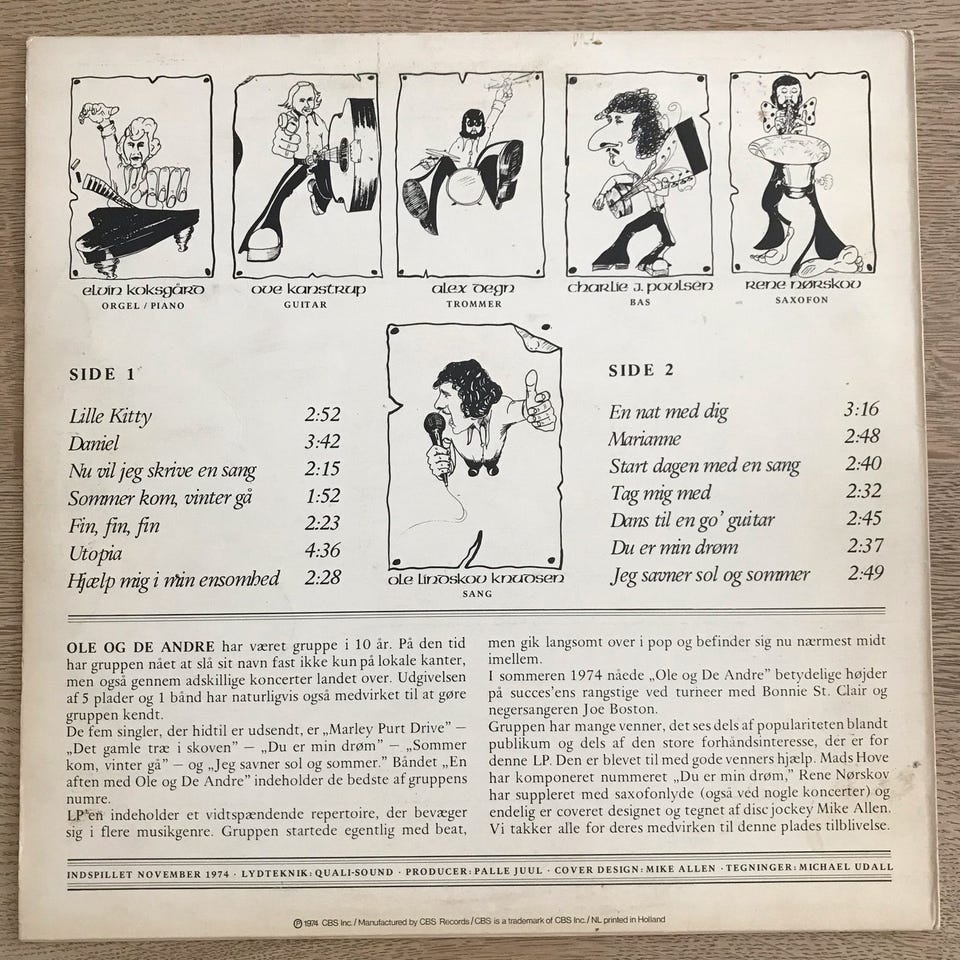 elvin koksgård
ORGEL / PIANO
ove kanstrup
GUITAR
alex degn
TROMMER
charlie j. poulsen
BAS
rene nørskov
SAXOFON
SIDE 1
Lille Kitty 2:52
Daniel 3:42
Nu vil jeg skrive en sang 2:15
Sommer kom, vinter gå 1:52
Fin, fin, fin 2:23
Utopia 4:36
Hjælp mig i min ensomhed 2:28
ole lindskov knudsen
SANG
SIDE 2
En nat med dig 3:16
Marianne 2:48
Start dagen med en sang 2:40
Tag mig med 2:32
Dans til en go' guitar 2:45
Du er min drøm 2:37
Jeg savner sol og sommer 2:49
OLE OG DE ANDRE har været gruppe i 10 år. På den tid
har gruppen nået at slå sit navn fast ikke kun på lokale kanter,
men også gennem adskillige koncerter landet over. Udgivelsen
af 5 plader og 1 bånd har naturligvis også medvirket til at gøre
gruppen kendt.
De fem singler, der hidtil er udsendt, er „Marley Purt Drive” –
„Det gamle træ i skoven” – „Du er min drøm” – „Sommer
kom, vinter gå” – og „Jeg savner sol og sommer.” Båndet „En
aften med Ole og De Andre” indeholder de bedste af gruppens
numre.
LP'en indeholder et vidtspændende repertoire, der bevæger
sig i flere musikgenre. Gruppen startede egentlig med beat,
men gik langsomt over i pop og befinder sig nu nærmest midt
imellem.
I sommeren 1974 nåede „Ole og De Andre” betydelige højder
på succes'ens rangstige ved turneer med Bonnie St. Clair og
negersangeren Joe Boston.
Gruppen har mange venner, det ses dels af populariteten blandt
publikum og dels af den store forhåndsinteresse, der er for
denne LP. Den er blevet til med gode venners hjælp. Mads Hove
har komponeret nummeret „Du er min drøm,” Rene Nørskov
har suppleret med saxofonlyde (også ved nogle koncerter) og
endelig er coveret designet og tegnet af disc jockey Mike Allen.
Vi takker alle for deres medvirken til denne plades tilblivelse.
INDSPILLET NOVEMBER 1974 · LYDTEKNIK: QUALI-SOUND · PRODUCER: PALLE JUUL · COVER DESIGN: MIKE ALLEN · TEGNINGER: MICHAEL UDALL
Ⓟ 1974 CBS Inc. / Manufactured by CBS Records / CBS is a trademark of CBS Inc. / NL printed in Holland